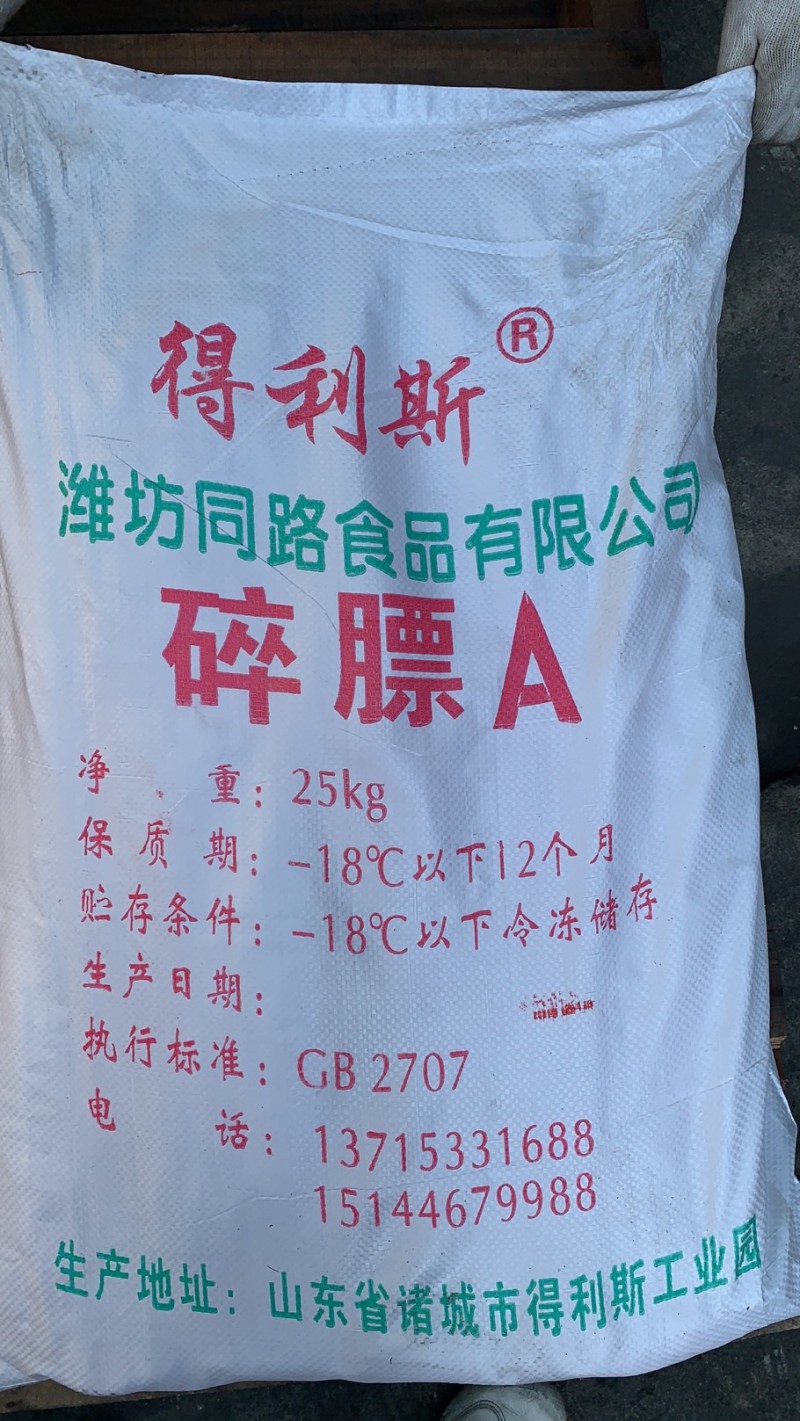 得利斯®
潍坊同路食品有限公司
碎膘A
净 重：25kg
保 质 期：-18℃以下12个月
贮存条件：-18℃以下冷冻储存
生产日期：
执行标准：GB 2707
电 话：13715331688
15144679988
生产地址：山东省诸城市得利斯工业园